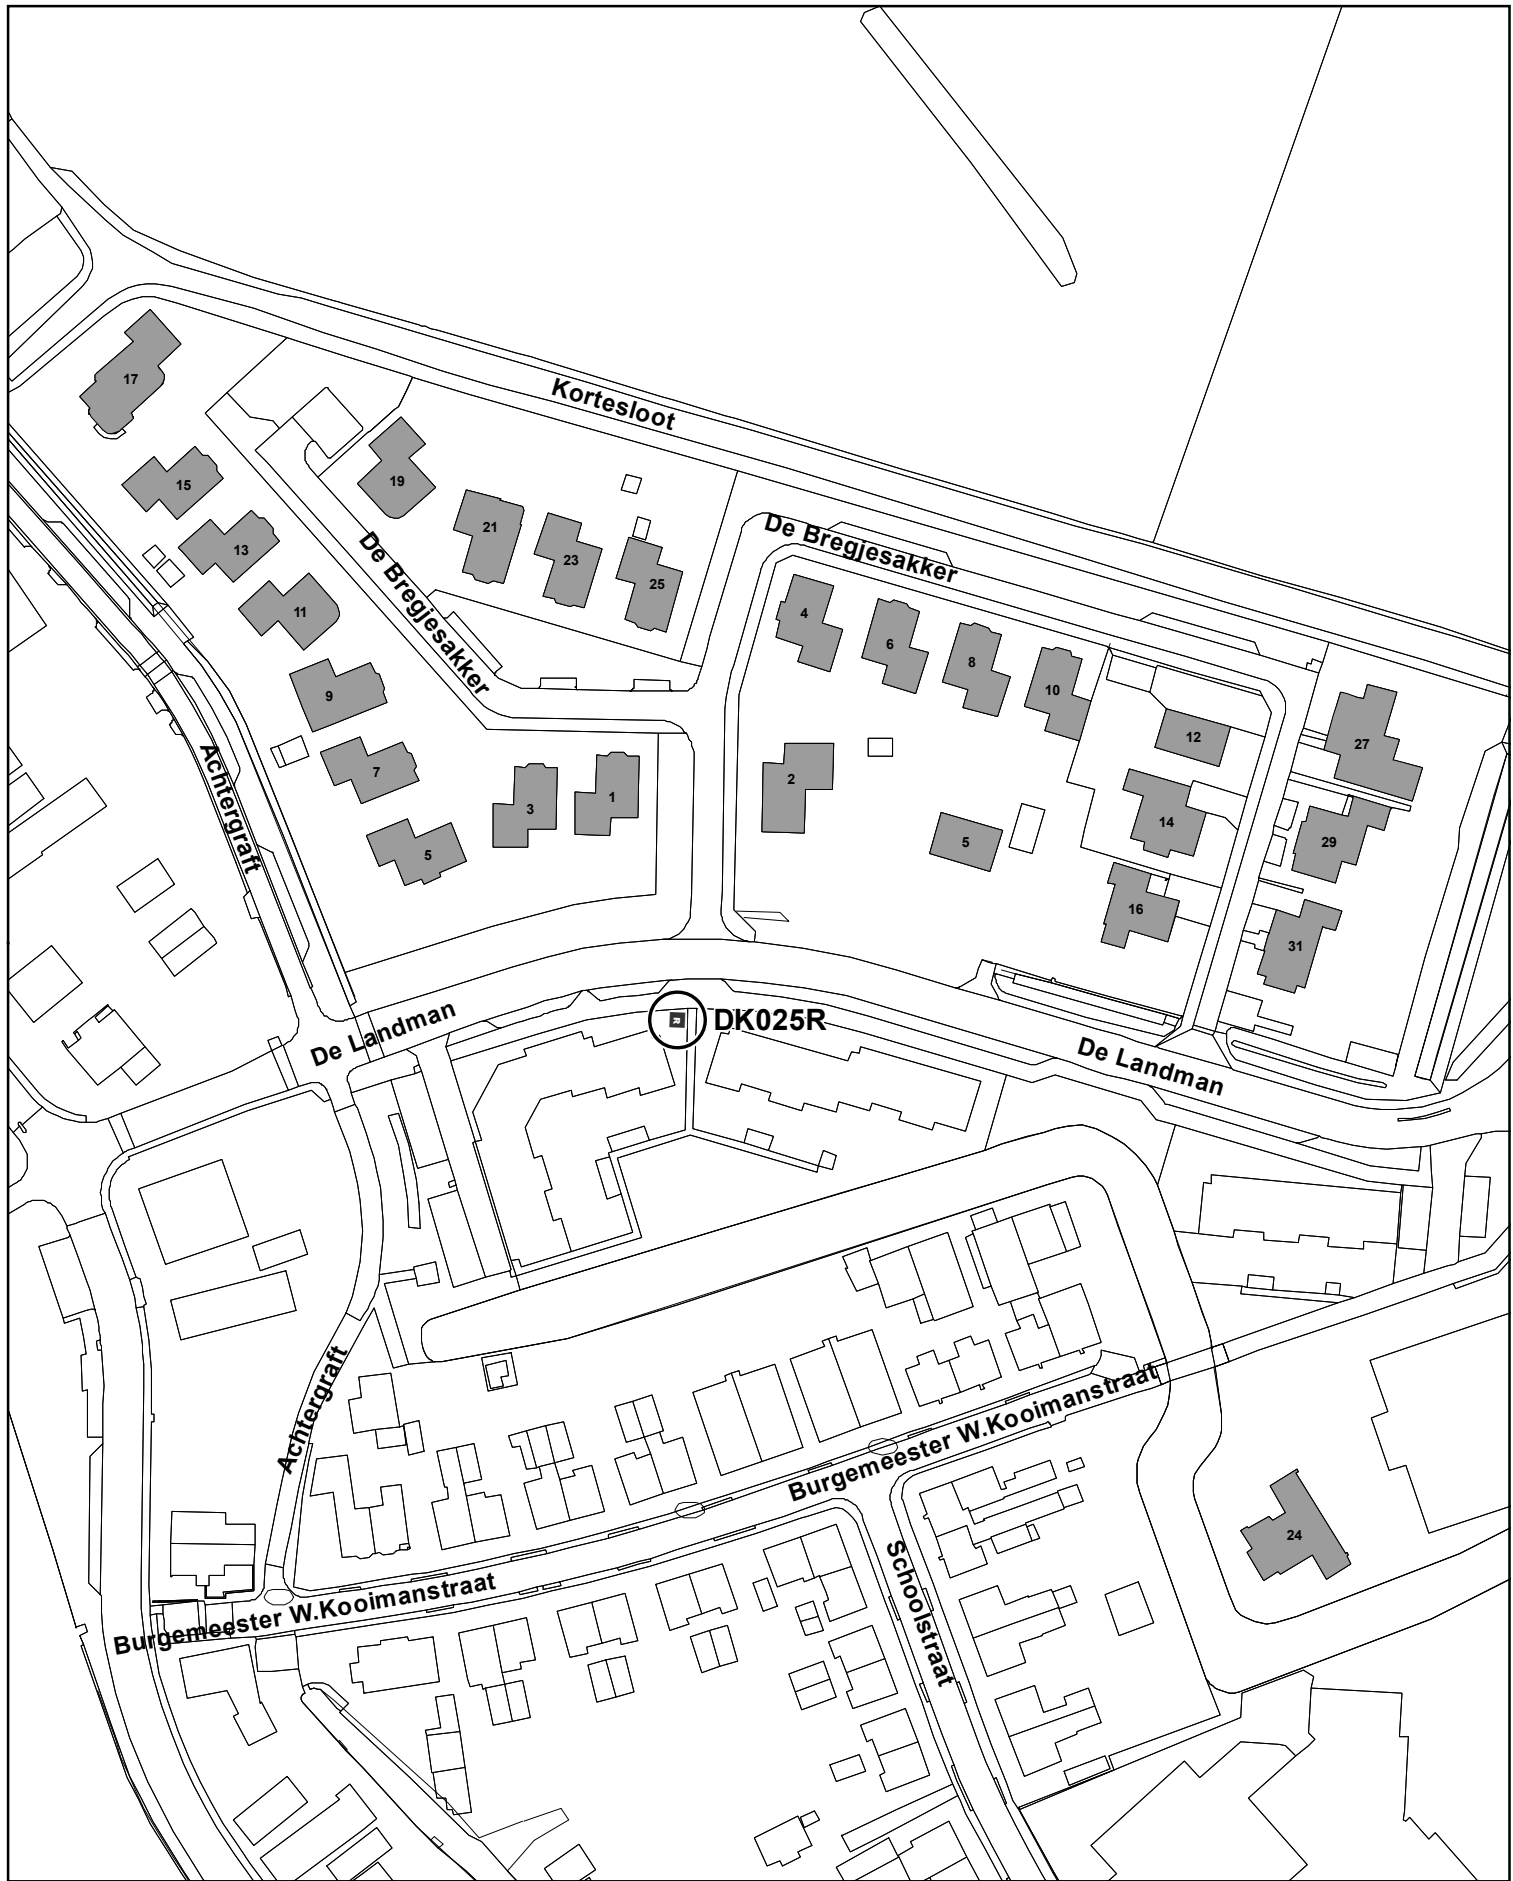 17
Kortesloot
15
19
21
De Bregjesakker
13
23
De Bregjesakker
25
11
4
6
8
10
9
12
27
Achtergraft
7
2
3
1
14
5
5
29
16
31
De Landman
R
DK025R
De Landman
Achtergraft
Burgemeester W.Kooimanstraat
24
Schoolstraat
Burgemeester W.Kooimanstraat